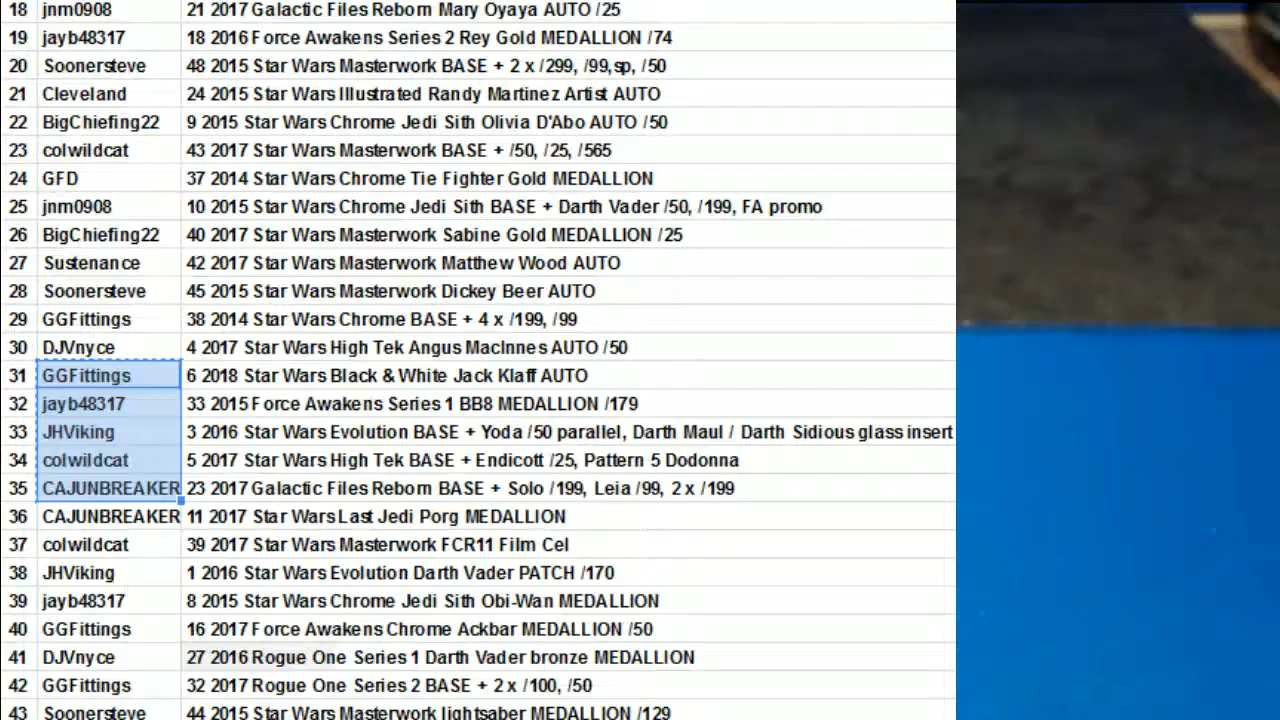 18 jnm0908 21 2017 Galactic Files Reborn Mary Oyaya AUTO /25
19 jayb48317 18 2016 Force Awakens Series 2 Rey Gold MEDALLION /74
20 Soonersteve 48 2015 Star Wars Masterwork BASE + 2 x /299, /99,sp, /50
21 Cleveland 24 2015 Star Wars Illustrated Randy Martinez Artist AUTO
22 BigChiefing22 9 2015 Star Wars Chrome Jedi Sith Olivia D'Abo AUTO /50
23 colwildcat 43 2017 Star Wars Masterwork BASE + /50, /25, /565
24 GFD 37 2014 Star Wars Chrome Tie Fighter Gold MEDALLION
25 jnm0908 10 2015 Star Wars Chrome Jedi Sith BASE + Darth Vader /50, /199, FA promo
26 BigChiefing22 40 2017 Star Wars Masterwork Sabine Gold MEDALLION /25
27 Sustenance 42 2017 Star Wars Masterwork Matthew Wood AUTO
28 Soonersteve 45 2015 Star Wars Masterwork Dickey Beer AUTO
29 GGFittings 38 2014 Star Wars Chrome BASE + 4 x /199, /99
30 DJVnyce 4 2017 Star Wars High Tek Angus MacInnes AUTO /50
31 GGFittings 6 2018 Star Wars Black & White Jack Klaff AUTO
32 jayb48317 33 2015 Force Awakens Series 1 BB8 MEDALLION /179
33 JHViking 3 2016 Star Wars Evolution BASE + Yoda /50 parallel, Darth Maul / Darth Sidious glass insert
34 colwildcat 5 2017 Star Wars High Tek BASE + Endicott /25, Pattern 5 Dodonna
35 CAJUNBREAKER 23 2017 Galactic Files Reborn BASE + Solo /199, Leia /99, 2 x /199
36 CAJUNBREAKER 11 2017 Star Wars Last Jedi Porg MEDALLION
37 colwildcat 39 2017 Star Wars Masterwork FCR11 Film Cel
38 JHViking 1 2016 Star Wars Evolution Darth Vader PATCH /170
39 jayb48317 8 2015 Star Wars Chrome Jedi Sith Obi-Wan MEDALLION
40 GGFittings 16 2017 Force Awakens Chrome Ackbar MEDALLION /50
41 DJVnyce 27 2016 Rogue One Series 1 Darth Vader bronze MEDALLION
42 GGFittings 32 2017 Rogue One Series 2 BASE + 2 x /100, /50
43 Soonersteve 44 2015 Star Wars Masterwork lightsaber MEDALLION /129